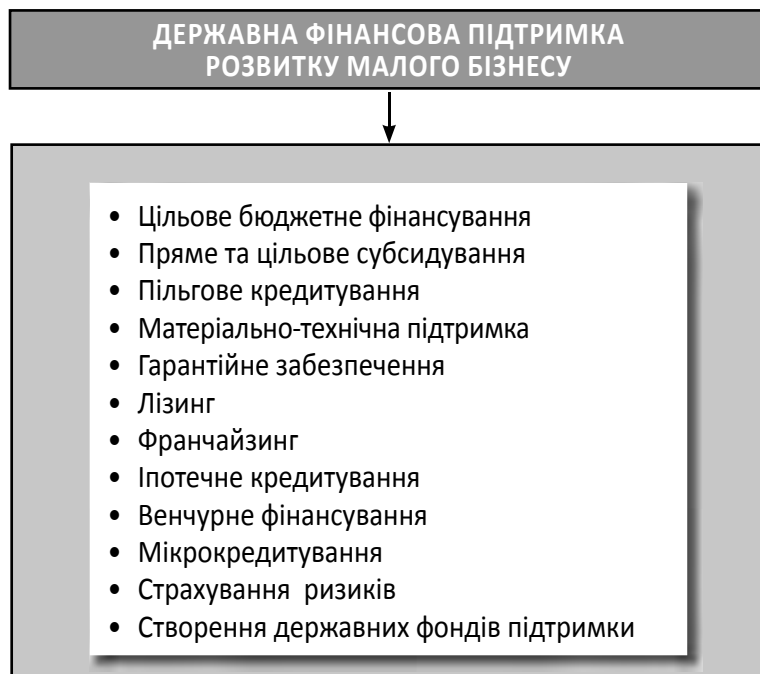 ДЕРЖАВНА ФІНАНСОВА ПІДТРИМКА
РОЗВИТКУ МАЛОГО БІЗНЕСУ
• Цільове бюджетне фінансування
• Пряме та цільове субсидування
• Пільгове кредитування
• Матеріально-технічна підтримка
• Гарантійне забезпечення
• Лізинг
• Франчайзинг
• Іпотечне кредитування
• Венчурне фінансування
• Мікрокредитування
• Страхування ризиків
• Створення державних фондів підтримки